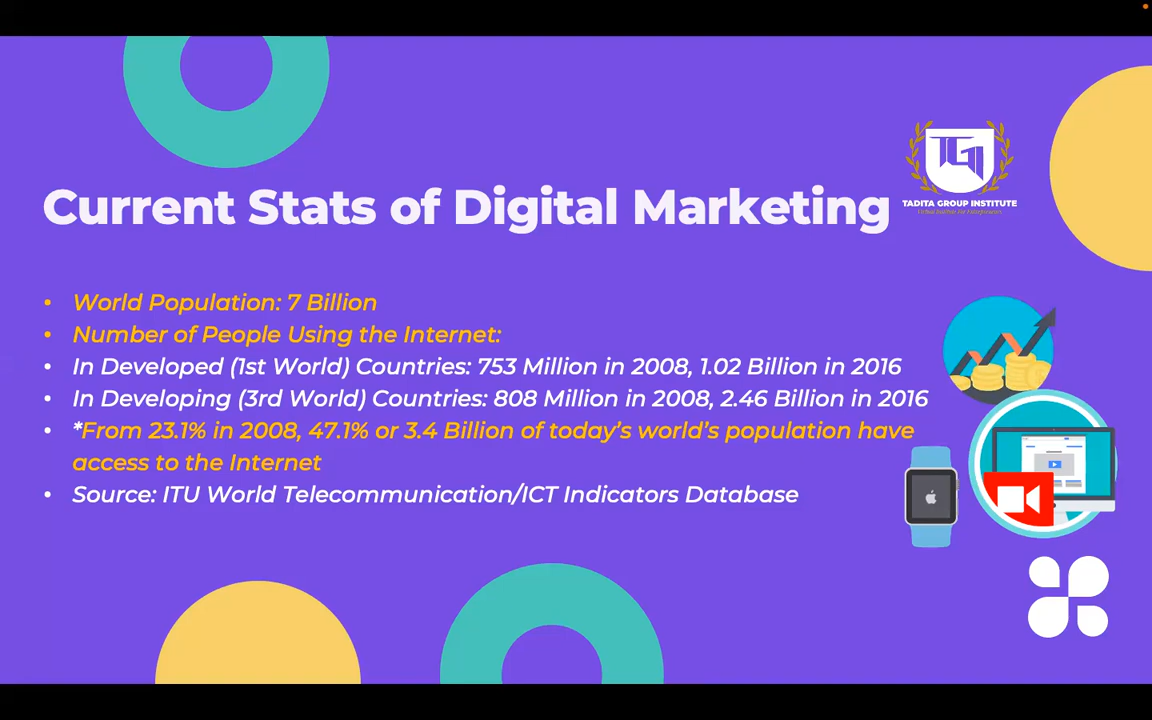 Current Stats of Digital Marketing
TADITA GROUP INSTITUTE
• World Population: 7 Billion
• Number of People Using the Internet:
• In Developed (1st World) Countries: 753 Million in 2008, 1.02 Billion in 2016
• In Developing (3rd World) Countries: 808 Million in 2008, 2.46 Billion in 2016
• *From 23.1% in 2008, 47.1% or 3.4 Billion of today's world's population have
access to the Internet
• Source: ITU World Telecommunication/ICT Indicators Database